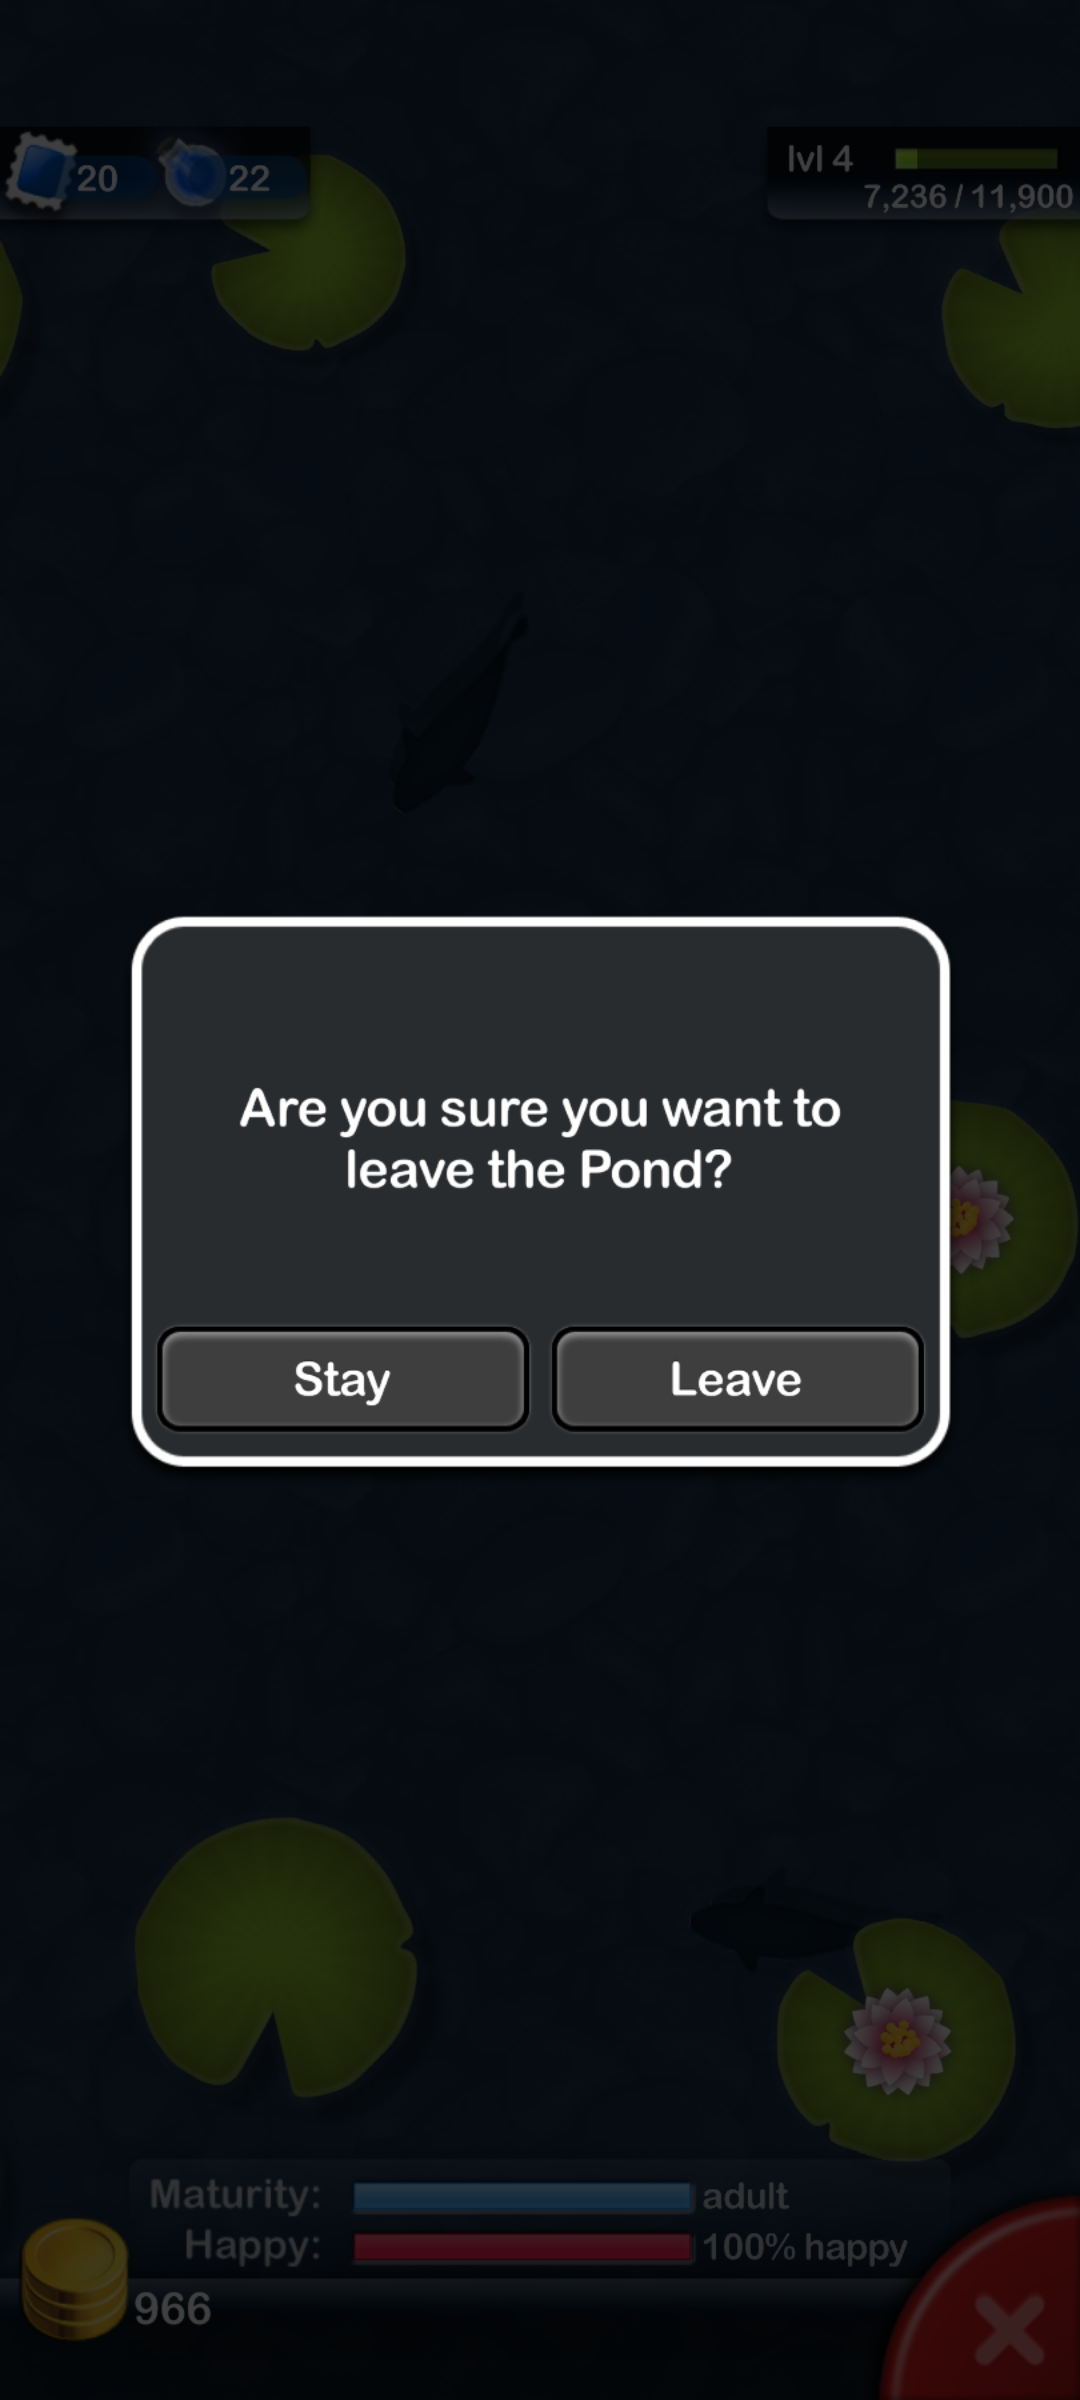 20
22
lvl 4
7,236 / 11,900
Are you sure you want to
leave the Pond?
Stay
Leave
Maturity:
adult
Happy:
100% happy
966